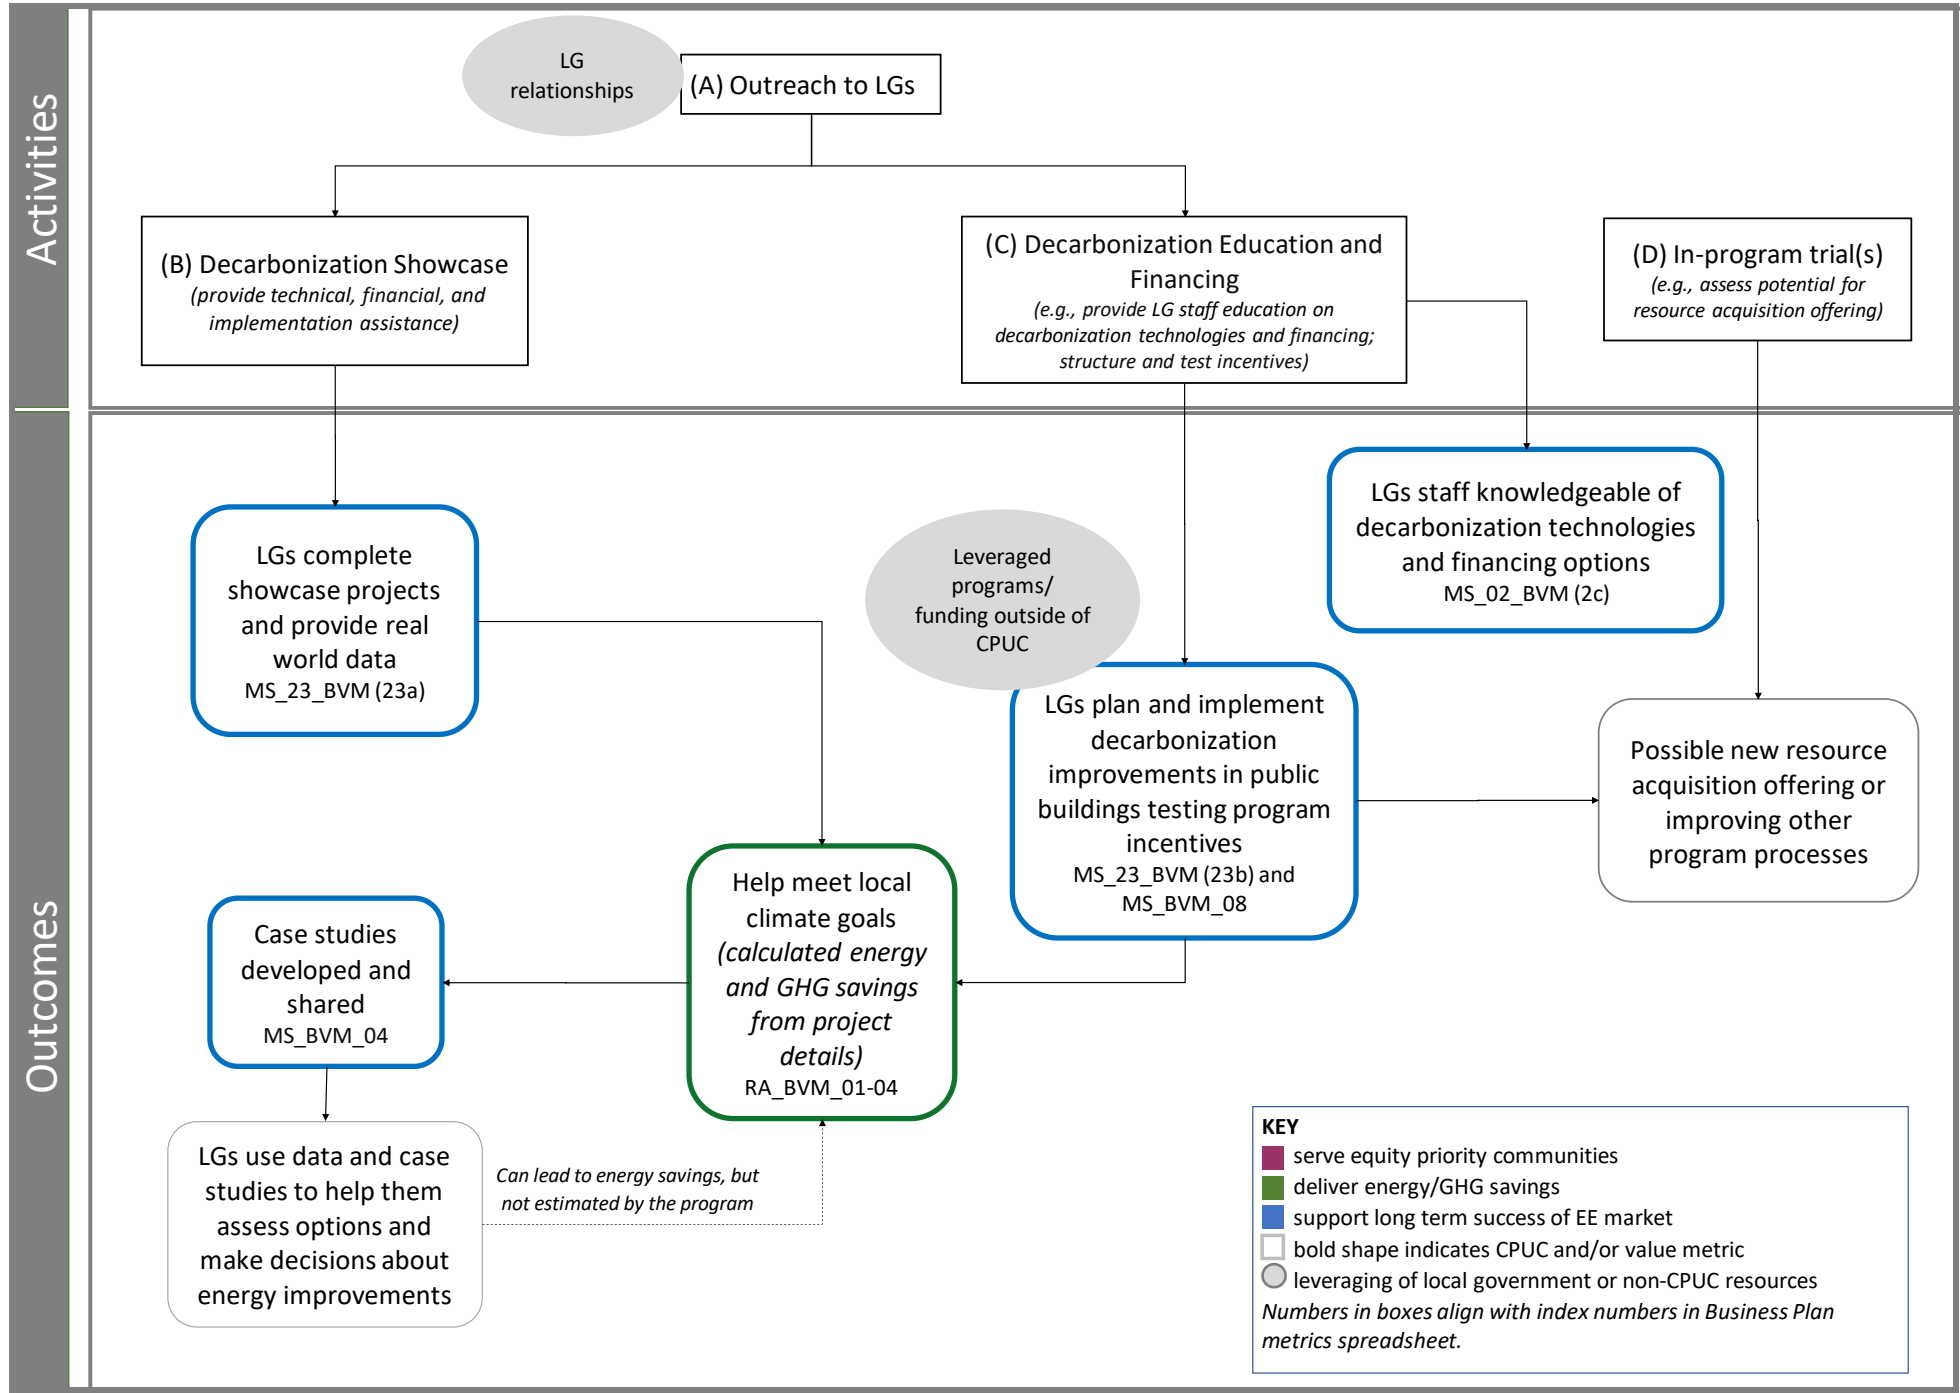 Activities
LG
relationships
(A) Outreach to LGs
(B) Decarbonization Showcase
(provide technical, financial, and
implementation assistance)
(C) Decarbonization Education and
Financing
(e.g., provide LG staff education on
decarbonization technologies and financing;
structure and test incentives)
(D) In-program trial(s)
(e.g., assess potential for
resource acquisition offering)
Outcomes
LGs complete
showcase projects
and provide real
world data
MS_23_BVM (23a)
Leveraged
programs/
funding outside of
CPUC
LGs staff knowledgeable of
decarbonization technologies
and financing options
MS_02_BVM (2c)
LGs plan and implement
decarbonization
improvements in public
buildings testing program
incentives
MS_23_BVM (23b) and
MS_BVM_08
Possible new resource
acquisition offering or
improving other
program processes
Help meet local
climate goals
(calculated energy
and GHG savings
from project
details)
RA_BVM_01-04
Case studies
developed and
shared
MS_BVM_04
LGs use data and case
studies to help them
assess options and
make decisions about
energy improvements
Can lead to energy savings, but
not estimated by the program
KEY
serve equity priority communities
deliver energy/GHG savings
support long term success of EE market
bold shape indicates CPUC and/or value metric
leveraging of local government or non-CPUC resources
Numbers in boxes align with index numbers in Business Plan
metrics spreadsheet.